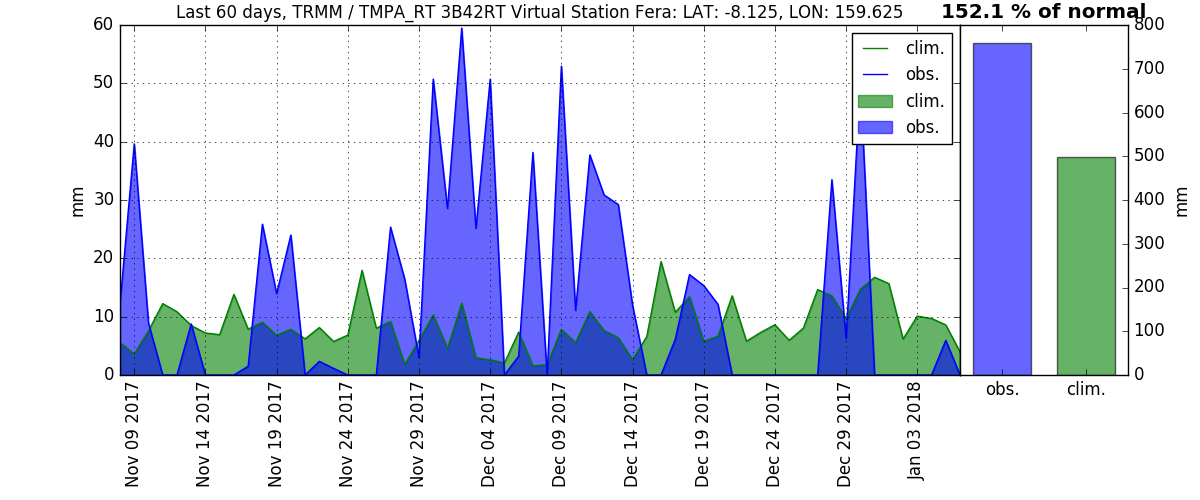 Last 60 days, TRMM / TMPA_RT 3B42RT Virtual Station Fera: LAT: -8.125, LON: 159.625
152.1 % of normal
60
50
40
30
20
10
0
mm
clim.
obs.
clim.
obs.
800
700
600
500
400
300
200
100
0
mm
Nov 09 2017
Nov 14 2017
Nov 19 2017
Nov 24 2017
Nov 29 2017
Dec 04 2017
Dec 09 2017
Dec 14 2017
Dec 19 2017
Dec 24 2017
Dec 29 2017
Jan 03 2018
obs.
clim.